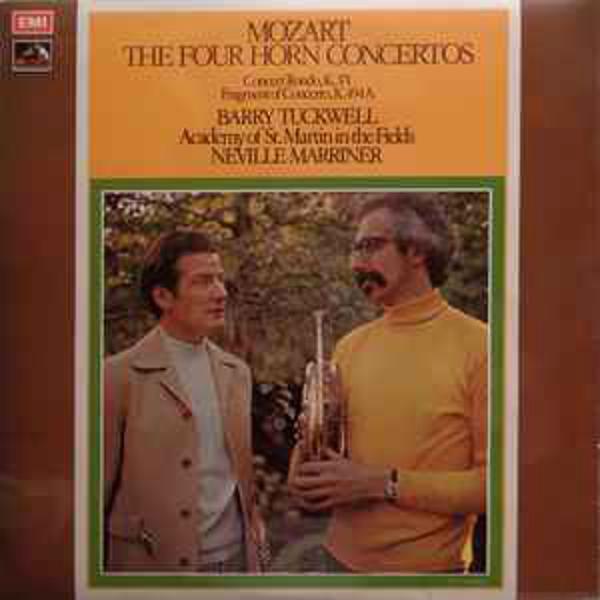 EMI
MOZART
THE FOUR HORN CONCERTOS
Concert Rondo, K.371
Fragment of Concerto, K.494A
BARRY TUCKWELL
Academy of St. Martin in the Fields
NEVILLE MARRINER